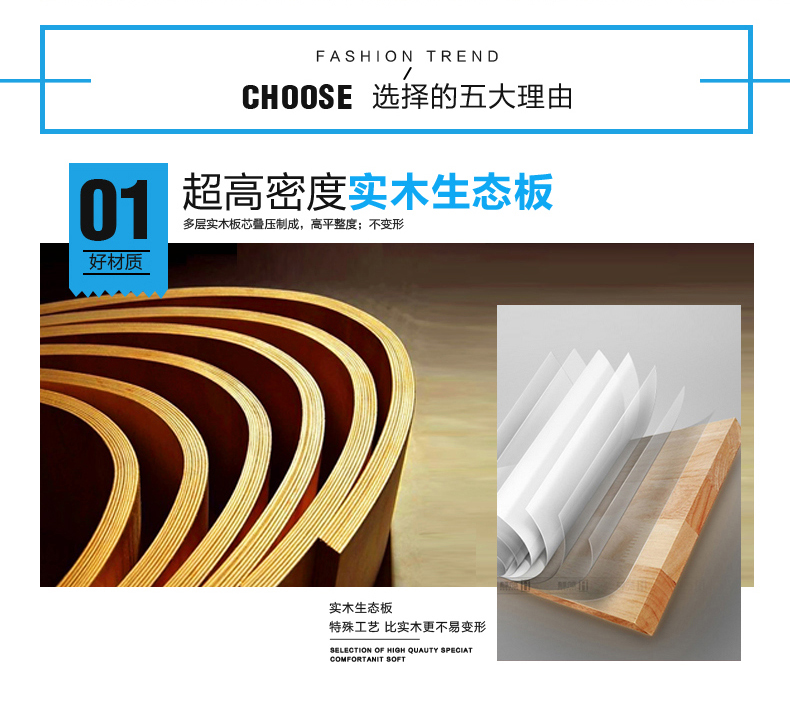 FASHION TREND
CHOOSE 选择的五大理由
01
好材质
超高密度实木生态板
多层实木板芯叠压制成，高平整度；不变形
实木生态板
特殊工艺 比实木更不易变形
SELECTION OF HIGH QUAUTY SPECIAT
COMFORTANIT SOFT